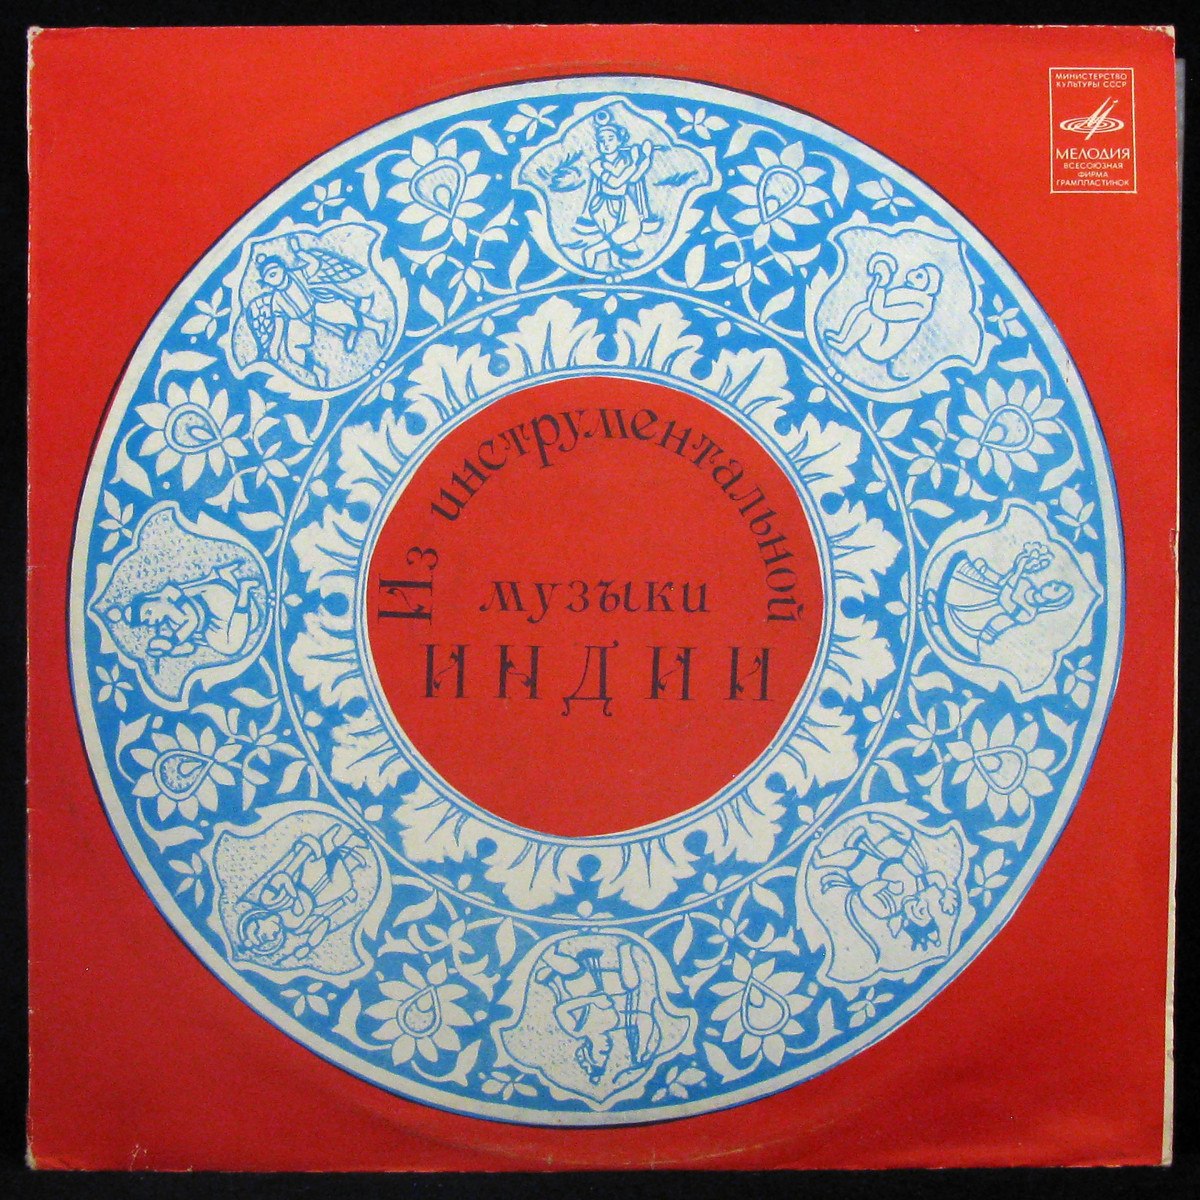 МИНИСТЕРСТВО
КУЛЬТУРЫ СССР
МЕЛОДИЯ
ВСЕСОЮЗНАЯ
ФИРМА
ГРАМПЛАСТИНОК
Из инструментальной
музыки
ИНДИИ